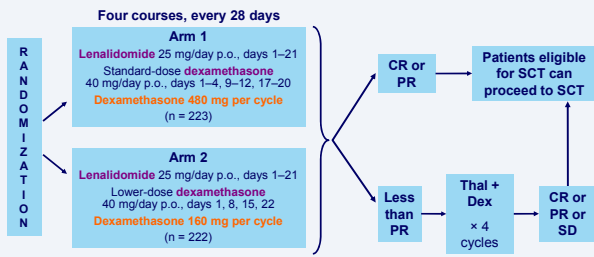 Four courses, every 28 days
RANDOMIZATION
Arm 1
Lenalidomide 25 mg/day p.o., days 1–21
Standard-dose dexamethasone
40 mg/day p.o., days 1–4, 9–12, 17–20
Dexamethasone 480 mg per cycle
(n = 223)
Arm 2
Lenalidomide 25 mg/day p.o., days 1–21
Lower-dose dexamethasone
40 mg/day p.o., days 1, 8, 15, 22
Dexamethasone 160 mg per cycle
(n = 222)
CR or
PR
Patients eligible
for SCT can
proceed to SCT
Less
than
PR
Thal +
Dex
× 4
cycles
CR or
PR or
SD